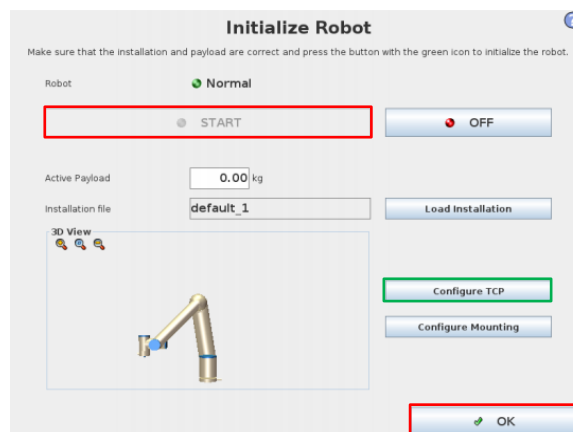 Initialize Robot
Make sure that the installation and payload are correct and press the button with the green icon to initialize the robot.
Robot
Normal
START
OFF
Active Payload
0.00 kg
Installation file
default_1
Load Installation
3D View
Configure TCP
Configure Mounting
OK